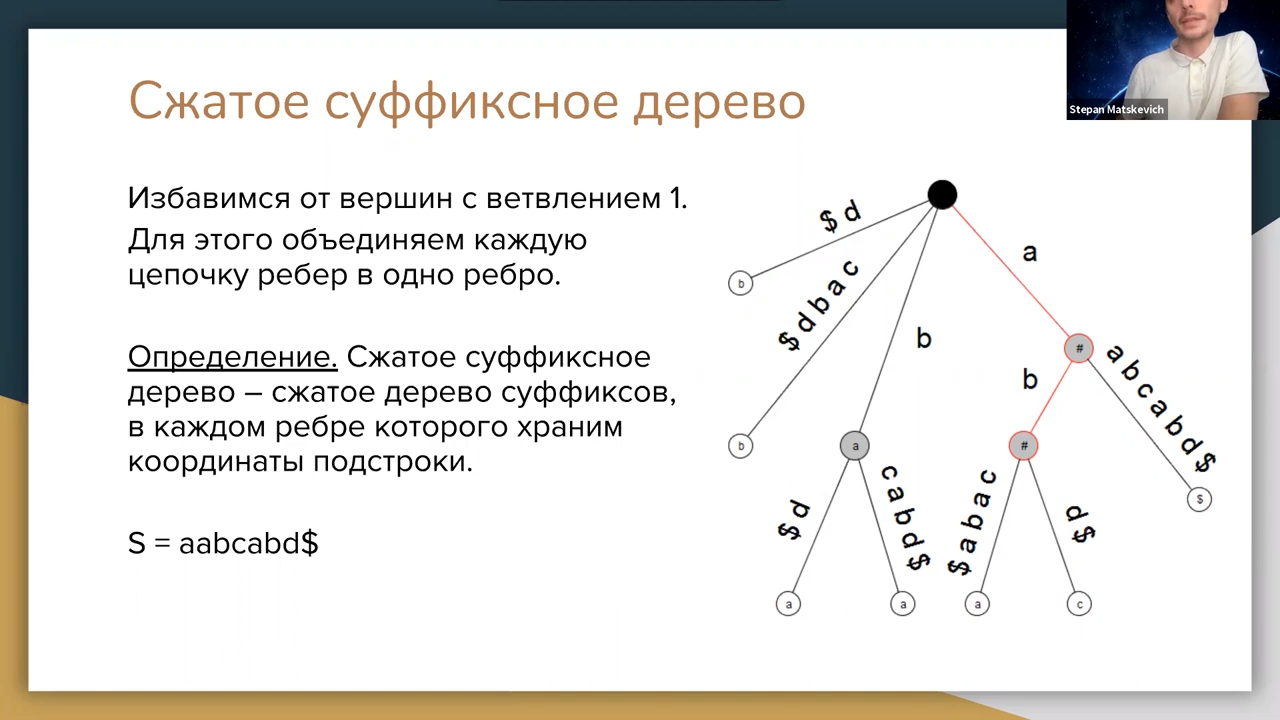 Сжатое суффиксное дерево
Stepan Matskevich
Избавимся от вершин с ветвлением 1.
Для этого объединяем каждую
цепочку ребер в одно ребро.
Определение. Сжатое суффиксное
дерево – сжатое дерево суффиксов,
в каждом ребре которого храним
координаты подстроки.
S = aabcabd$
$ d
a
b
$ d b a c
b
#
a b c a b d $
b
b
a
#
$
$ d
c a b d $
$ a b a c
d $
a
a
a
c